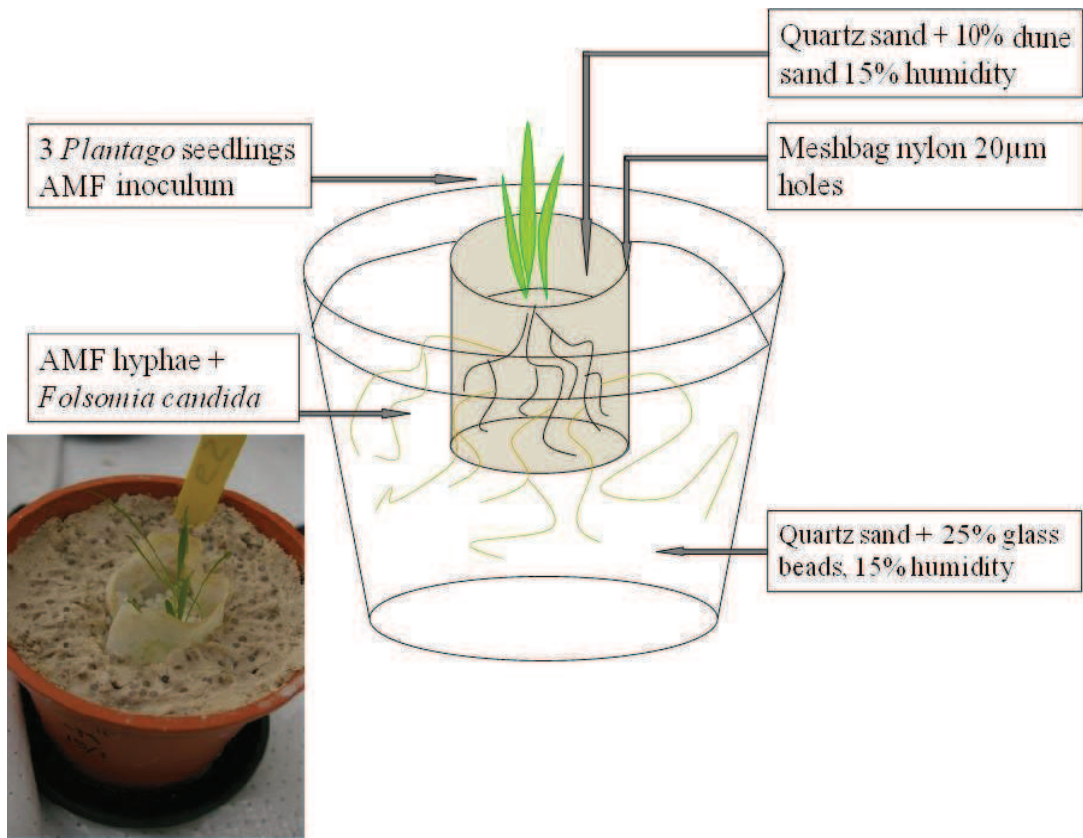 Quartz sand + 10% dune
sand 15% humidity
3 Plantago seedlings
AMF inoculum
Meshbag nylon 20µm
holes
AMF hyphae +
Folsomia candida
Quartz sand + 25% glass
beads, 15% humidity